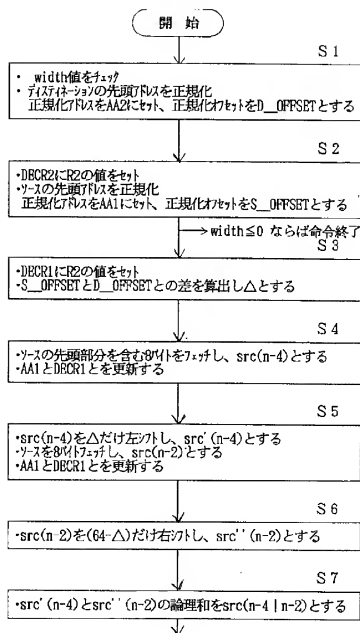 開 始
S1
・ width値をチェック
・ディスティネーションの先頭アドレスを正規化
正規化アドレスをAA2にセット、正規化オフセットをD＿OFFSETとする
S2
・DECR2にR2の値をセット
・ソースの先頭アドレスを正規化
正規化アドレスをAA1にセット、正規化オフセットをS＿OFFSETとする
→width≦0 ならば命令終了
S3
・DECR1にR2の値をセット
・S＿OFFSETとD＿OFFSETとの差を算出し△とする
S4
・ソースの先頭部分を含む8バイトをフェッチし、src(n-4)とする
・AA1とDECR1とを更新する
S5
・src(n-4)を△だけ左シフトし、src'(n-4)とする
・ソースを8バイトフェッチし、src(n-2)とする
・AA1とDECR1とを更新する
S6
・src(n-2)を(64-△)だけ右シフトし、src''(n-2)とする
S7
・src'(n-4)とsrc''(n-2)の論理和をsrc(n-4|n-2)とする